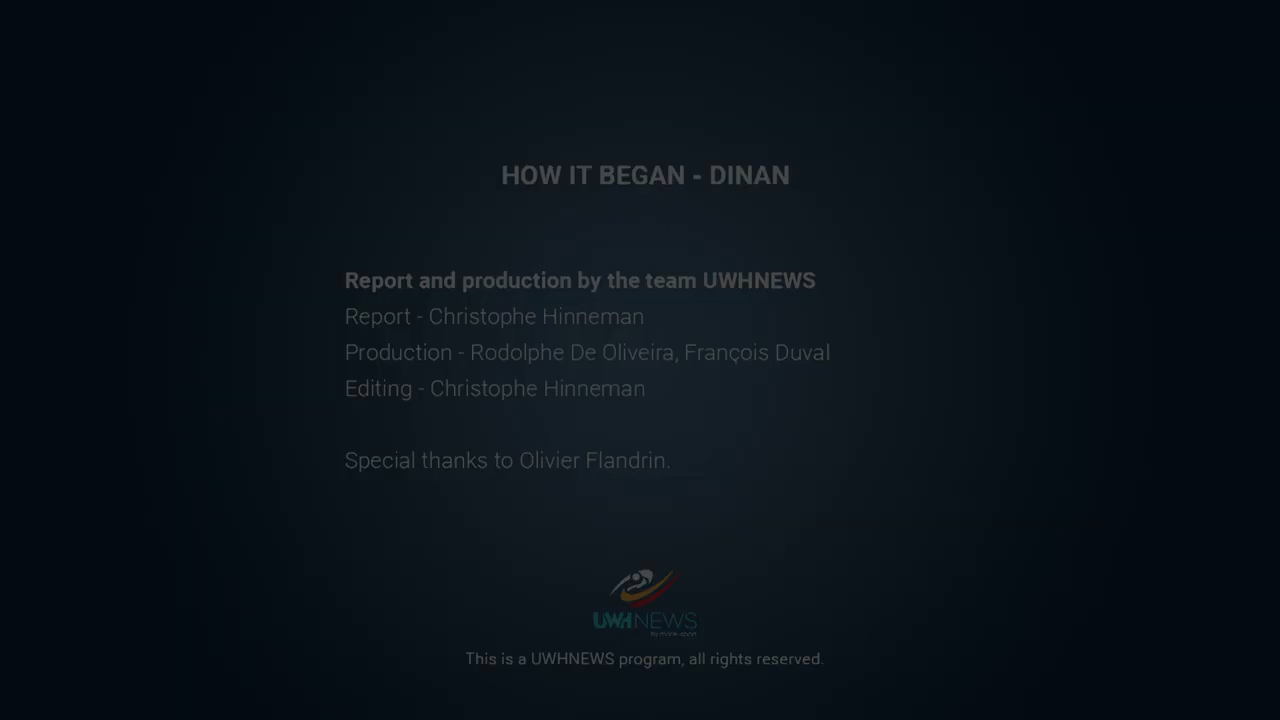 HOW IT BEGAN - DINAN
Report and production by the team UWHNEWS
Report - Christophe Hinneman
Production - Rodolphe De Oliveira, François Duval
Editing - Christophe Hinneman
Special thanks to Olivier Flandrin.
UWHNEWS
This is a UWHNEWS program, all rights reserved.